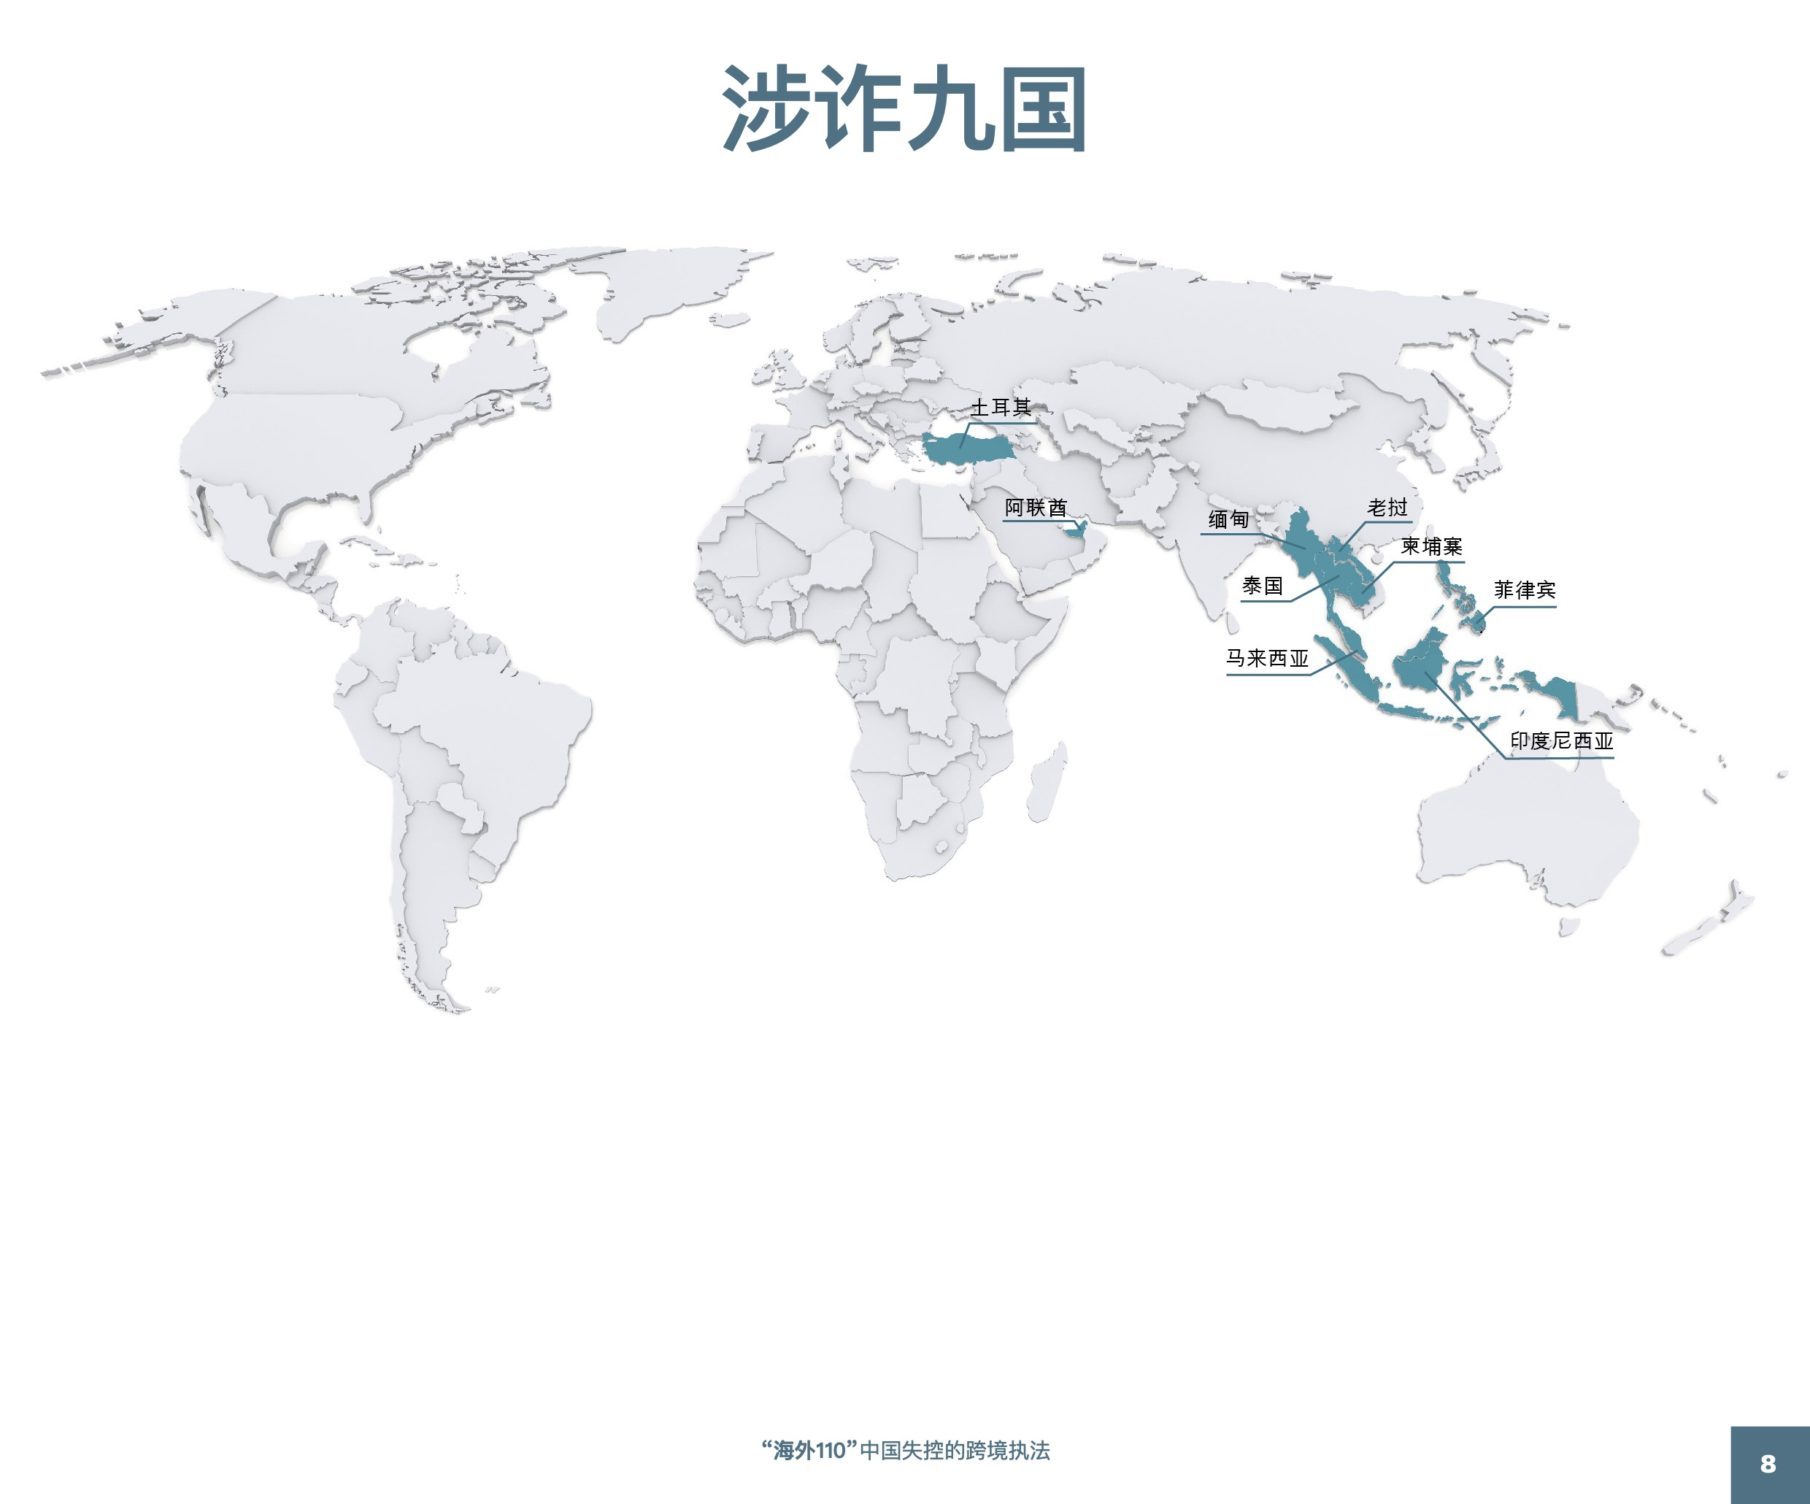 涉诈九国
土耳其
阿联酋
缅甸
老挝
柬埔寨
泰国
菲律宾
马来西亚
印度尼西亚
“海外110”中国失控的跨境执法
8